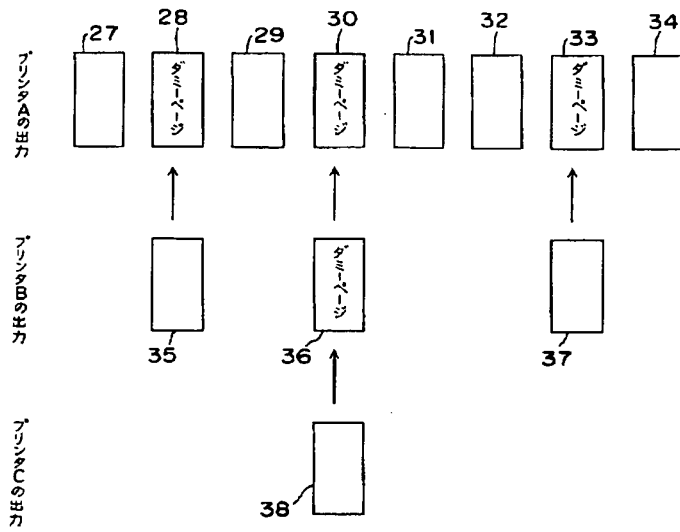 27 28 29 30 31 32 33 34
プリンタAの出力
ダミーページ
ダミーページ
ダミーページ
プリンタBの出力
ダミーページ
35 36 37
プリンタCの出力
38